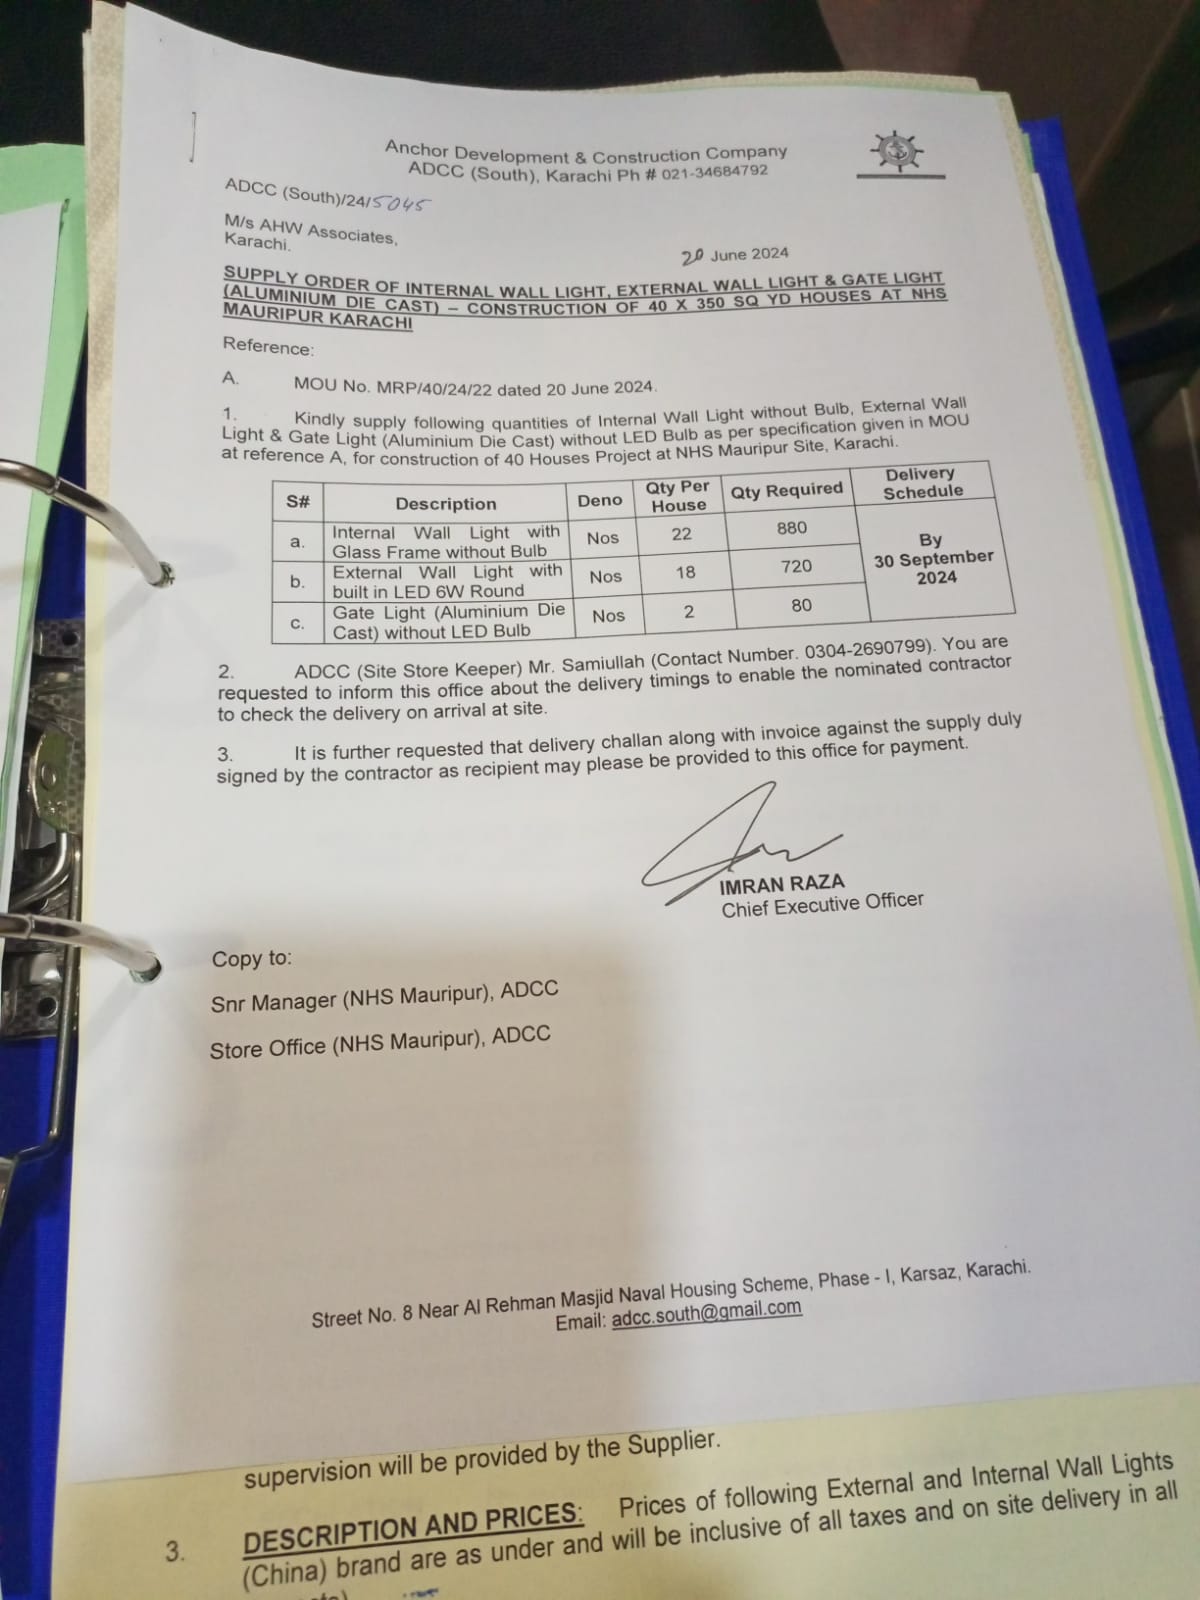 Anchor Development & Construction Company
ADCC (South), Karachi Ph # 021-34684792
ADCC (South)/24/5045
M/s AHW Associates,
Karachi.
20 June 2024
SUPPLY ORDER OF INTERNAL WALL LIGHT, EXTERNAL WALL LIGHT & GATE LIGHT
(ALUMINIUM DIE CAST) – CONSTRUCTION OF 40 X 350 SQ YD HOUSES AT NHS
MAURIPUR KARACHI
Reference:
A. MOU No. MRP/40/24/22 dated 20 June 2024.
1. Kindly supply following quantities of Internal Wall Light without Bulb, External Wall
Light & Gate Light (Aluminium Die Cast) without LED Bulb as per specification given in MOU
at reference A, for construction of 40 Houses Project at NHS Mauripur Site, Karachi.
S# Description Deno Qty Per House Qty Required Delivery Schedule
a. Internal Wall Light with Glass Frame without Bulb Nos 22 880 By 30 September 2024
b. External Wall Light with built in LED 6W Round Nos 18 720
c. Gate Light (Aluminium Die Cast) without LED Bulb Nos 2 80
2. ADCC (Site Store Keeper) Mr. Samiullah (Contact Number. 0304-2690799). You are
requested to inform this office about the delivery timings to enable the nominated contractor
to check the delivery on arrival at site.
3. It is further requested that delivery challan along with invoice against the supply duly
signed by the contractor as recipient may please be provided to this office for payment.
IMRAN RAZA
Chief Executive Officer
Copy to:
Snr Manager (NHS Mauripur), ADCC
Store Office (NHS Mauripur), ADCC
Street No. 8 Near Al Rehman Masjid Naval Housing Scheme, Phase - I, Karsaz, Karachi.
Email: adcc.south@gmail.com
supervision will be provided by the Supplier.
3. DESCRIPTION AND PRICES: Prices of following External and Internal Wall Lights
(China) brand are as under and will be inclusive of all taxes and on site delivery in all